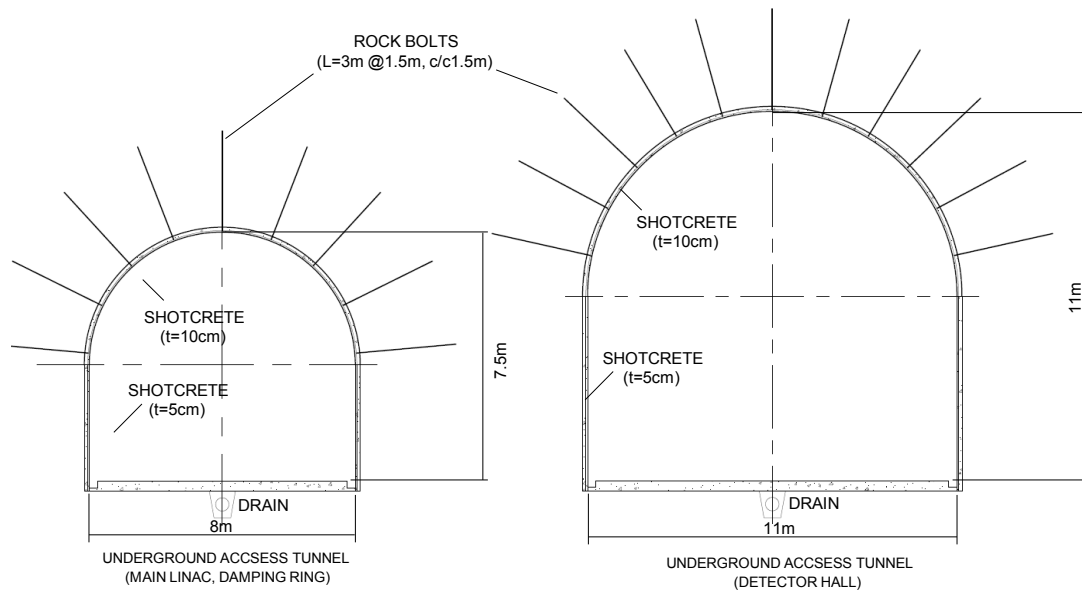 ROCK BOLTS
(L=3m @1.5m, c/c1.5m)
SHOTCRETE
(t=10cm)
SHOTCRETE
(t=5cm)
7.5m
DRAIN
8m
UNDERGROUND ACCSESS TUNNEL
(MAIN LINAC, DAMPING RING)
SHOTCRETE
(t=10cm)
SHOTCRETE
(t=5cm)
11m
DRAIN
11m
UNDERGROUND ACCSESS TUNNEL
(DETECTOR HALL)